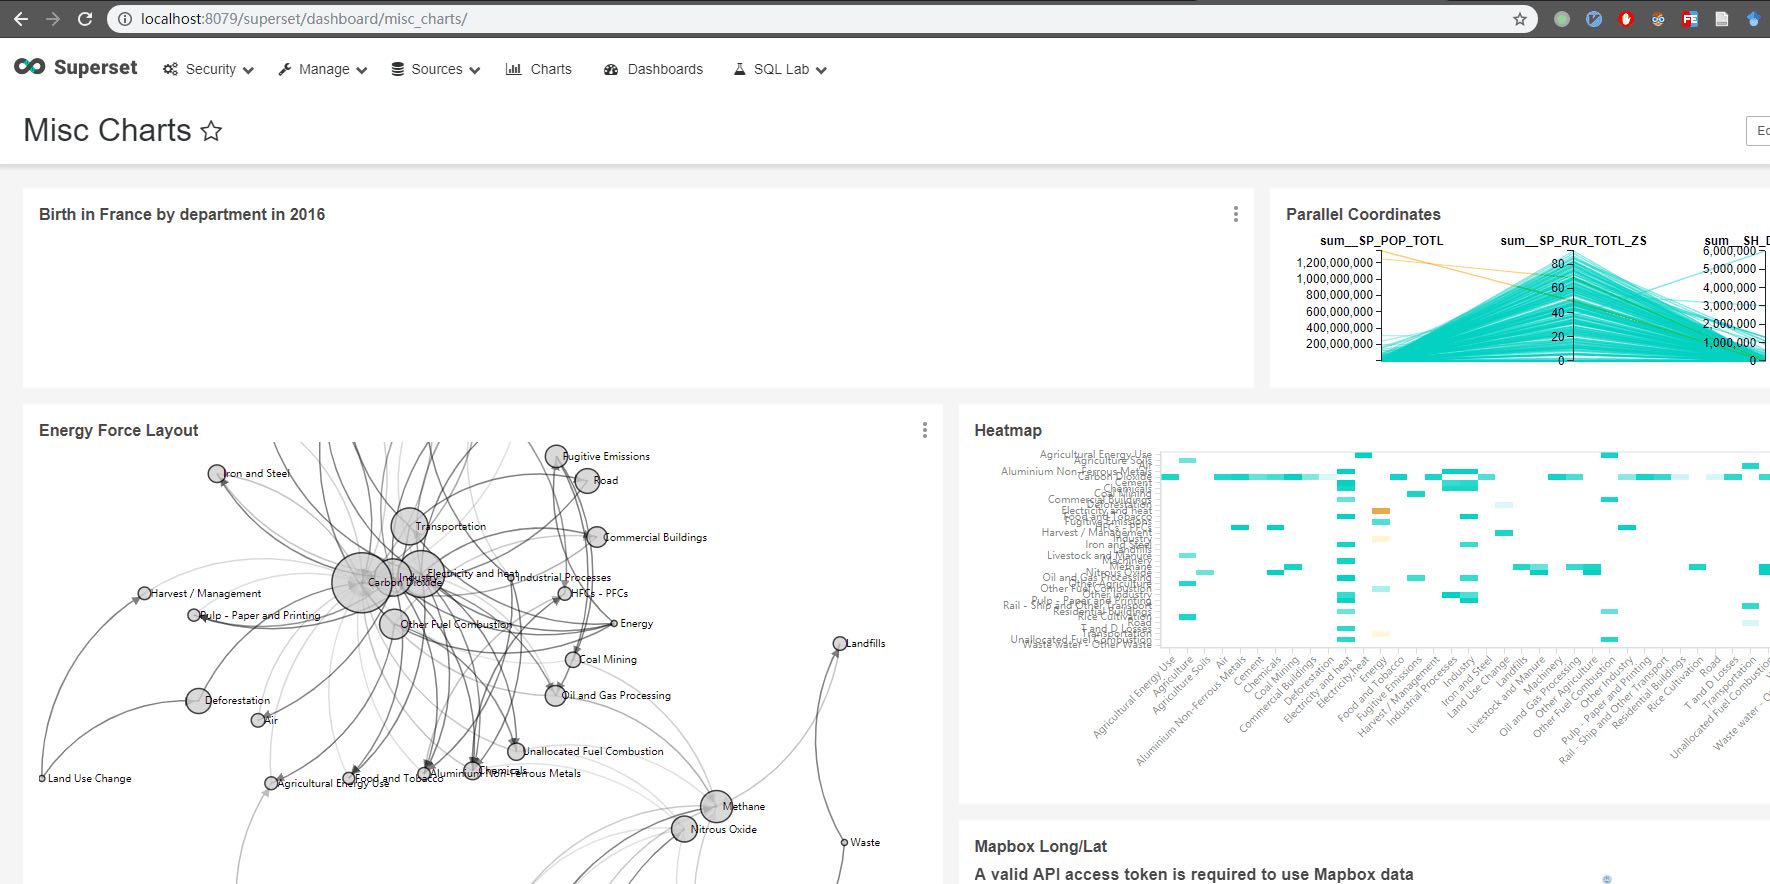 localhost:8079/superset/dashboard/misc_charts/
Superset Security Manage Sources Charts Dashboards SQL Lab
Misc Charts
Ed
Birth in France by department in 2016
Parallel Coordinates
sum__SP_POP_TOTL sum__SP_RUR_TOTL_ZS sum__SH_D
1,200,000,000
1,000,000,000
800,000,000
600,000,000
400,000,000
200,000,000
80
60
40
20
0
6,000,000
5,000,000
4,000,000
3,000,000
2,000,000
1,000,000
0
Energy Force Layout
Fugitive Emissions
Iron and Steel
Road
Transportation
Commercial Buildings
Electricity and heat
Industry
Industrial Processes
Carbon Dioxide
Harvest / Management
HFCs - PFCs
Pulp - Paper and Printing
Other Fuel Combustion
Energy
Landfills
Coal Mining
Oil and Gas Processing
Deforestation
Air
Unallocated Fuel Combustion
Chemicals
Aluminium Non-Ferrous Metals
Land Use Change
Food and Tobacco
Agricultural Energy Use
Methane
Nitrous Oxide
Waste
Heatmap
Agricultural Energy Use
Agriculture Soils
Air
Aluminium Non-Ferrous Metals
Carbon Dioxide
Cement
Chemicals
Coal Mining
Commercial Buildings
Deforestation
Electricity and heat
Food and Tobacco
Fugitive Emissions
HFCs - PFCs
Harvest / Management
Industry
Iron and Steel
Landfills
Livestock and Manure
Machinery
Methane
Nitrous Oxide
Oil and Gas Processing
Other Agriculture
Other Fuel Combustion
Other Industry
Pulp - Paper and Printing
Rail - Ship and Other Transport
Residential Buildings
Rice Cultivation
Road
T and D Losses
Transportation
Unallocated Fuel Combustion
Waste water - Other Waste
Agricultural Energy Use
Agriculture
Agriculture Soils
Air
Aluminium Non-Ferrous Metals
Cement
Chemicals
Coal Mining
Commercial Buildings
Deforestation
Electricity and heat
Electricity,heat
Energy
Food and Tobacco
Fugitive Emissions
Harvest / Management
Industrial Processes
Industry
Iron and Steel
Land Use Change
Landfills
Livestock and Manure
Machinery
Oil and Gas Processing
Other Agriculture
Other Fuel Combustion
Other Industry
Pulp - Paper and Printing
Rail - Ship and Other Transport
Residential Buildings
Rice Cultivation
Road
T and D Losses
Transportation
Unallocated Fuel Combustion
Waste water - O
Mapbox Long/Lat
A valid API access token is required to use Mapbox data